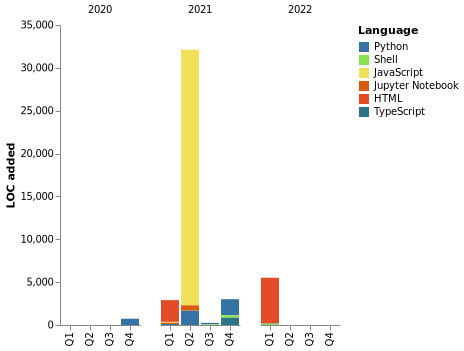 2020 2021 2022
Language
Python
Shell
JavaScript
Jupyter Notebook
HTML
TypeScript
LOC added
35,000
30,000
25,000
20,000
15,000
10,000
5,000
0
Q1 Q2 Q3 Q4 Q1 Q2 Q3 Q4 Q1 Q2 Q3 Q4